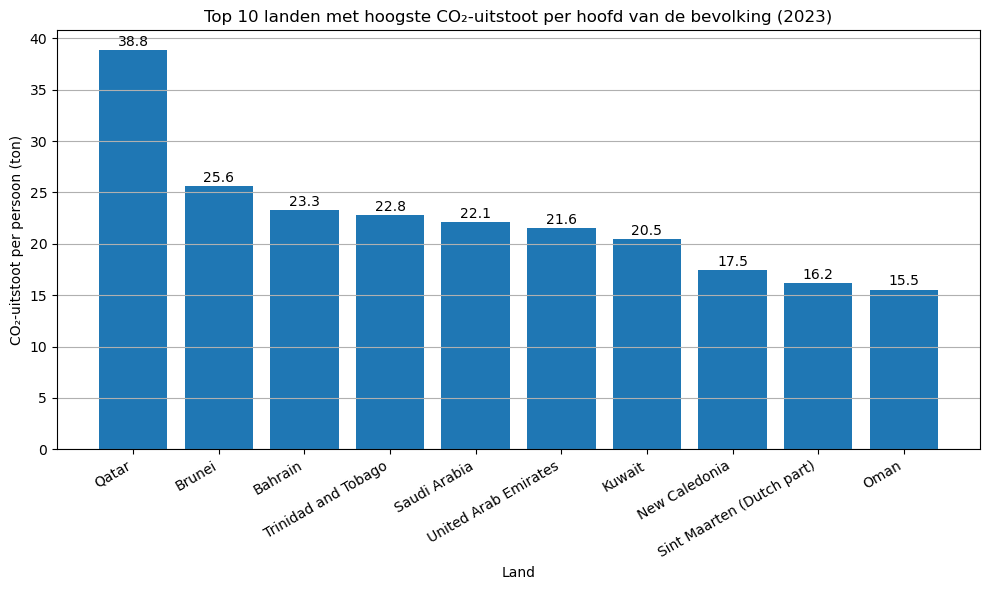 Top 10 landen met hoogste CO₂-uitstoot per hoofd van de bevolking (2023)
CO₂-uitstoot per persoon (ton)
40
35
30
25
20
15
10
5
0
38.8
25.6
23.3
22.8
22.1
21.6
20.5
17.5
16.2
15.5
Qatar
Brunei
Bahrain
Trinidad and Tobago
Saudi Arabia
United Arab Emirates
Kuwait
New Caledonia
Sint Maarten (Dutch part)
Oman
Land